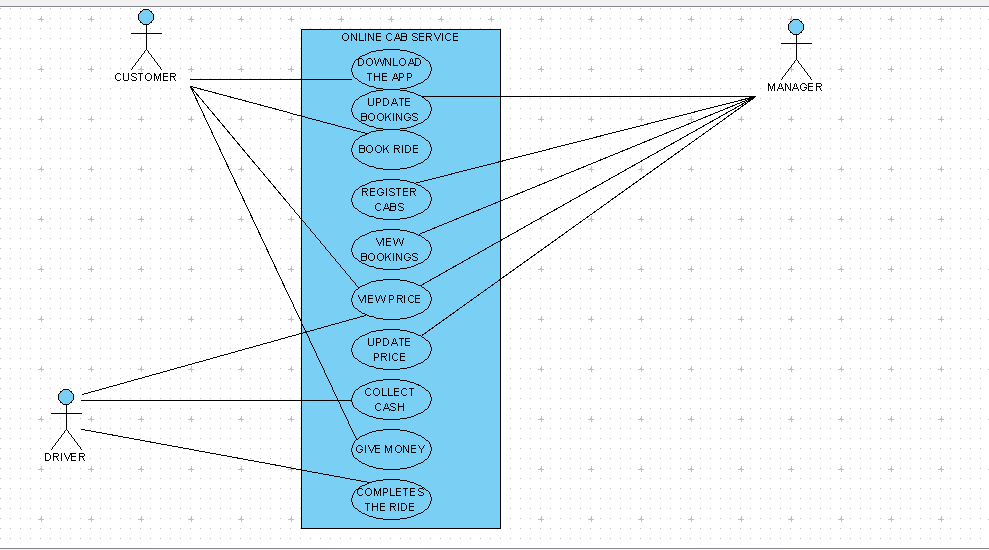 ONLINE CAB SERVICE
CUSTOMER
MANAGER
DOWNLOAD
THE APP
UPDATE
BOOKINGS
BOOK RIDE
REGISTER
CABS
VIEW
BOOKINGS
VIEW PRICE
UPDATE
PRICE
COLLECT
CASH
GIVE MONEY
COMPLETES
THE RIDE
DRIVER